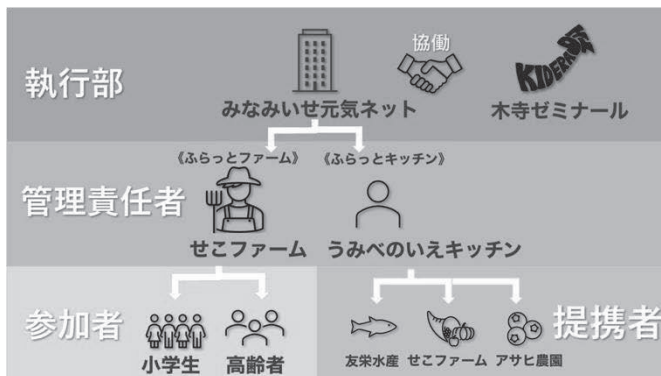 執行部
協働
KIDERA OFF
みなみいせ元気ネット
木寺ゼミナール
《ふらっとファーム》 《ふらっとキッチン》
管理責任者
せこファーム うみべのいえキッチン
参加者
小学生 高齢者
友栄水産 せこファーム アサヒ農園
提携者